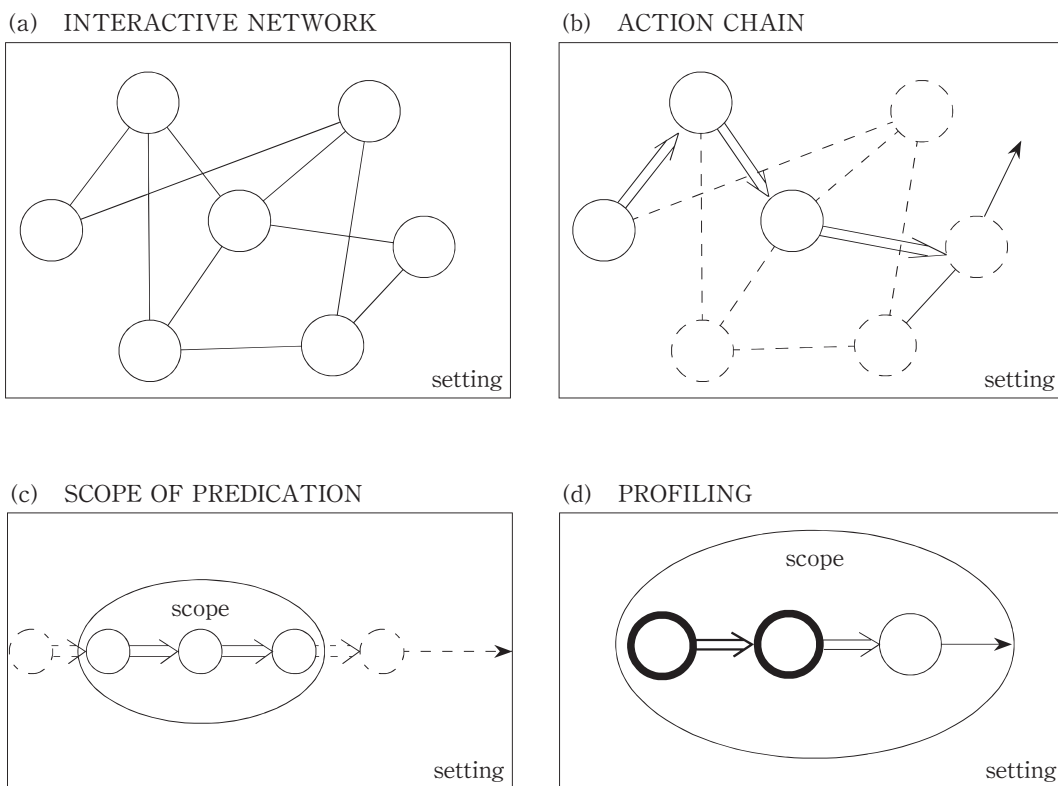 (a) INTERACTIVE NETWORK
setting
(b) ACTION CHAIN
setting
(c) SCOPE OF PREDICATION
scope
setting
(d) PROFILING
scope
setting